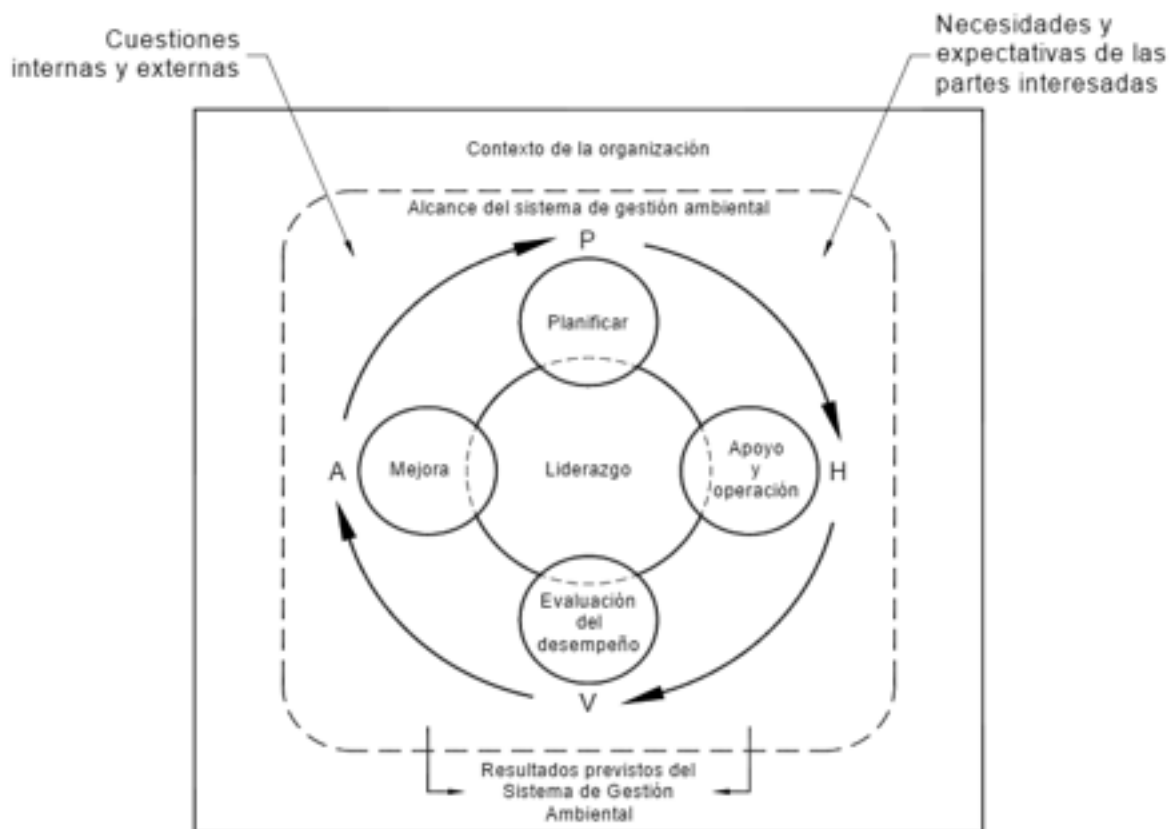 Cuestiones
internas y externas
Necesidades y
expectativas de las
partes interesadas
Contexto de la organización
Alcance del sistema de gestión ambiental
P
Planificar
A
Mejora
Liderazgo
Apoyo
y
operación
H
Evaluación
del
desempeño
V
Resultados previstos del
Sistema de Gestión
Ambiental